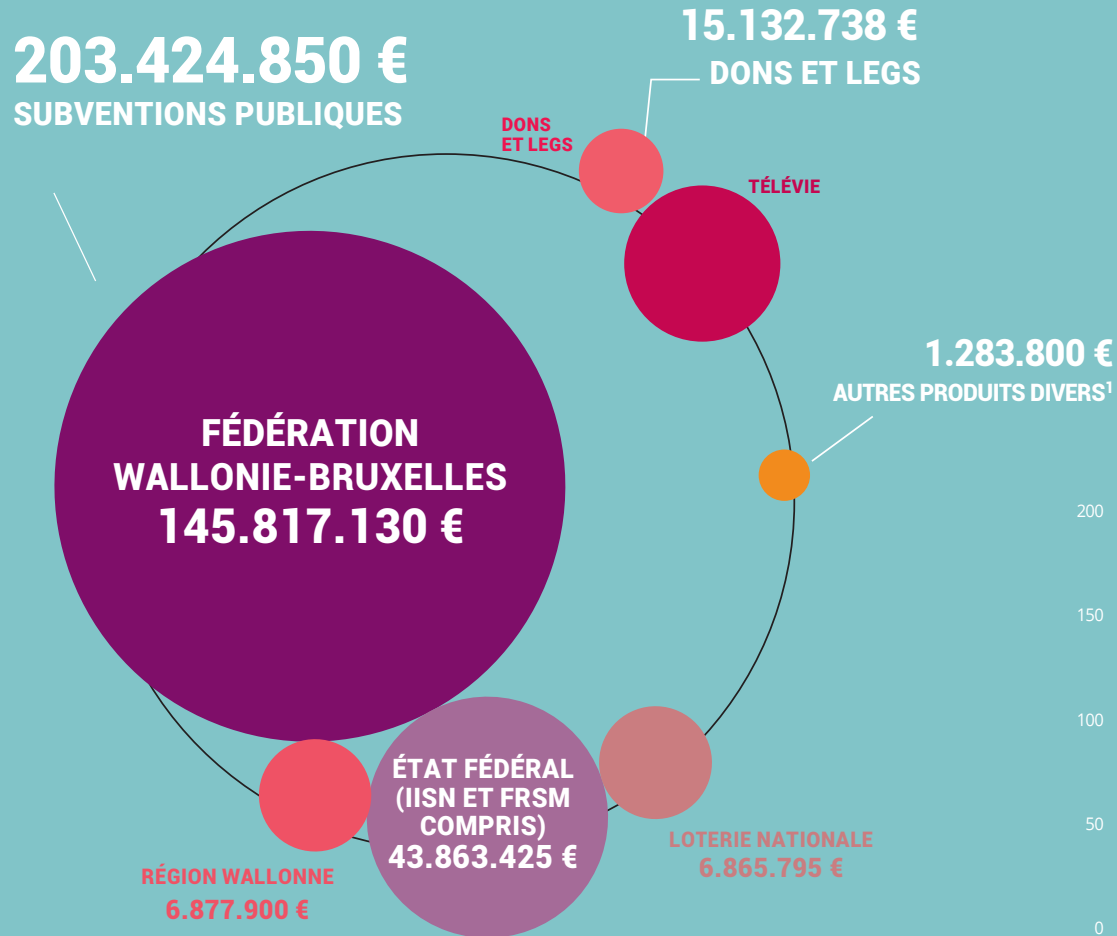 203.424.850 €
SUBVENTIONS PUBLIQUES
15.132.738 €
DONS ET LEGS
DONS
ET LEGS
TÉLÉVIE
1.283.800 €
AUTRES PRODUITS DIVERS¹
FÉDÉRATION
WALLONIE-BRUXELLES
145.817.130 €
200
150
100
50
0
ÉTAT FÉDÉRAL
(IISN ET FRSM
COMPRIS)
43.863.425 €
LOTERIE NATIONALE
6.865.795 €
RÉGION WALLONNE
6.877.900 €